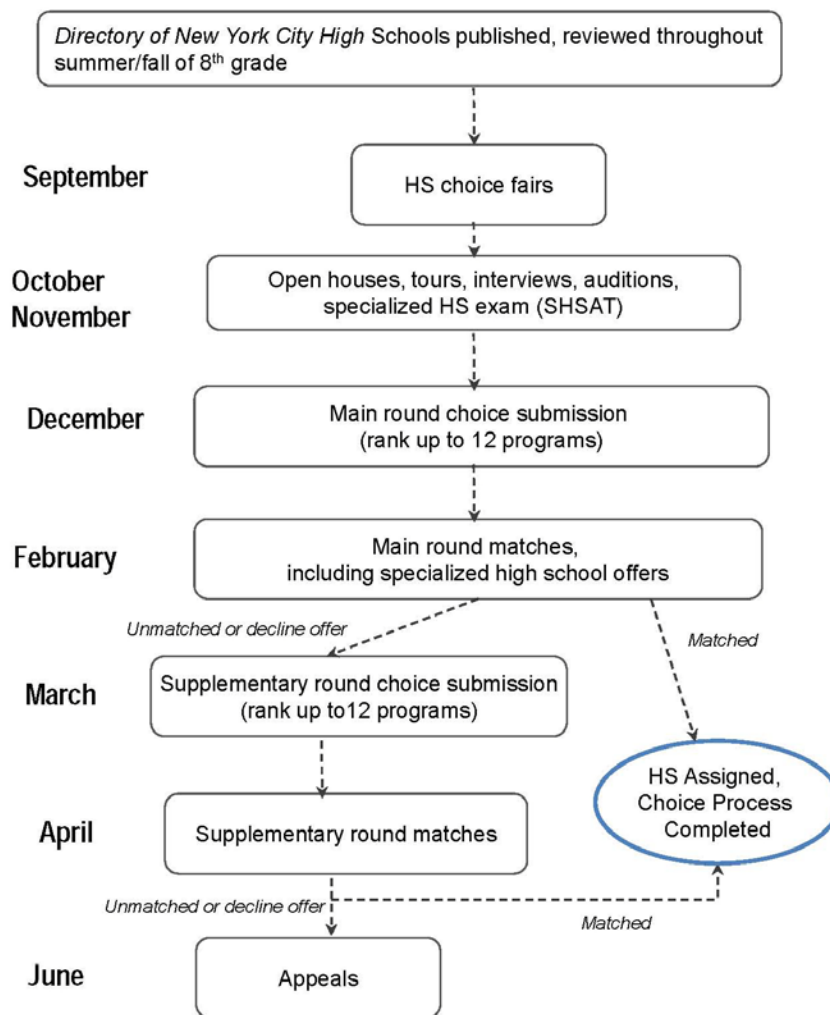 Directory of New York City High Schools published, reviewed throughout
summer/fall of 8th grade
September
HS choice fairs
October
November
Open houses, tours, interviews, auditions,
specialized HS exam (SHSAT)
December
Main round choice submission
(rank up to 12 programs)
February
Main round matches,
including specialized high school offers
Unmatched or decline offer
Matched
March
Supplementary round choice submission
(rank up to12 programs)
HS Assigned,
Choice Process
Completed
April
Supplementary round matches
Unmatched or decline offer
Matched
June
Appeals